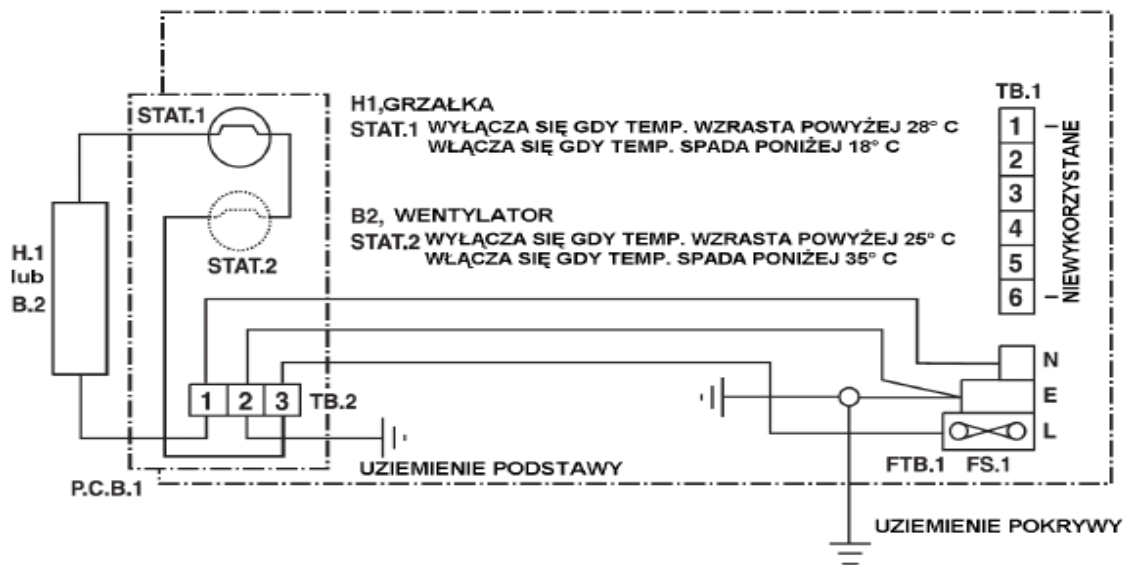 STAT.1
H1,GRZAŁKA
STAT.1 WYŁĄCZA SIĘ GDY TEMP. WZRASTA POWYŻEJ 28° C
WŁĄCZA SIĘ GDY TEMP. SPADA PONIŻEJ 18° C
B2, WENTYLATOR
STAT.2 WYŁĄCZA SIĘ GDY TEMP. WZRASTA POWYŻEJ 25° C
WŁĄCZA SIĘ GDY TEMP. SPADA PONIŻEJ 35° C
STAT.2
H.1
lub
B.2
TB.1
1
2
3
4
5
6
NIEWYKORZYSTANE
1 2 3 TB.2
N
E
L
FTB.1 FS.1
UZIEMIENIE PODSTAWY
P.C.B.1
UZIEMIENIE POKRYWY